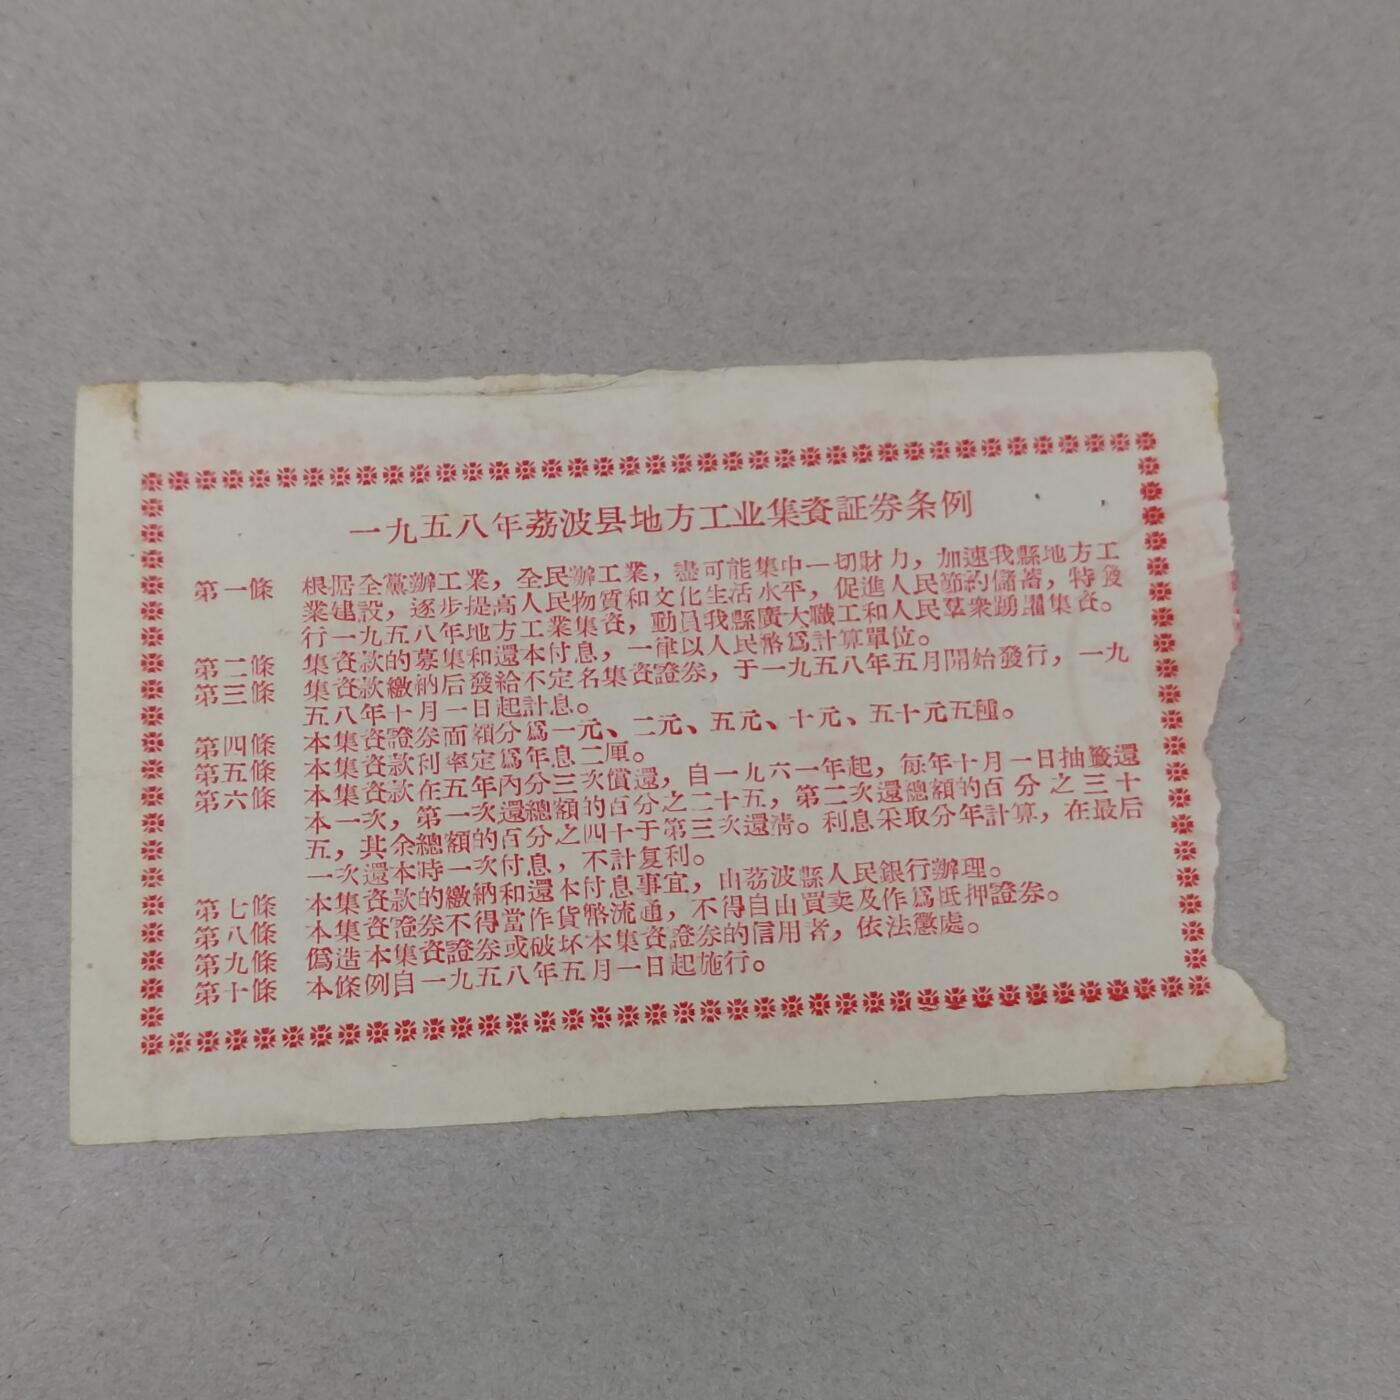 一九五八年荔波县地方工业集資証券条例
第一條 根据全黨辦工業，全民辦工業，盡可能集中一切財力，加速我縣地方工
業建設，逐步提高人民物質和文化生活水平，促進人民節約儲蓄，特發
行一九五八年地方工業集資，動員我縣廣大職工和人民羣衆踴躍集資。
第二條 集資款的募集和還本付息，一律以人民幣爲計算單位。
第三條 集資款繳納后發給不定名集資證券，于一九五八年五月開始發行，一九
五八年十月一日起計息。
第四條 本集資證券面額分爲一元、二元、五元、十元、五十元五種。
第五條 本集資款利率定爲年息二厘。
第六條 本集資款在五年內分三次償還，自一九六一年起，每年十月一日抽籤還
本一次，第一次還總額的百分之二十五，第二次還總額的百分之三十
五，其余總額的百分之四十于第三次還清。利息采取分年計算，在最后
一次還本時一次付息，不計复利。
第七條 本集資款的繳納和還本付息事宜，由荔波縣人民銀行辦理。
第八條 本集資證券不得當作貨幣流通，不得自由買卖及作爲抵押證券。
第九條 僞造本集資證券或破坏本集資證券的信用者，依法懲處。
第十條 本條例自一九五八年五月一日起施行。